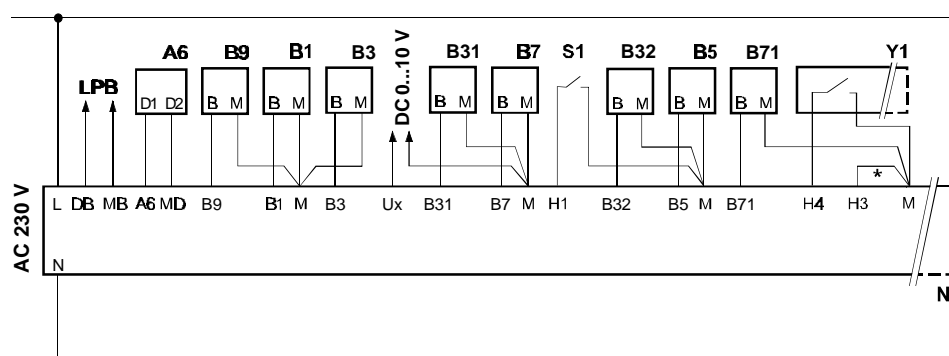 A6 B9 B1 B3 B31 B7 S1 B32 B5 B71 Y1
LPB
DC 0...10 V
D1 D2 B M B M B M B M B M B M B M B M
AC 230 V
L DB MB A6 MD B9 B1 M B3 Ux B31 B7 M H1 B32 B5 M B71 H4 H3 M
*
N
N